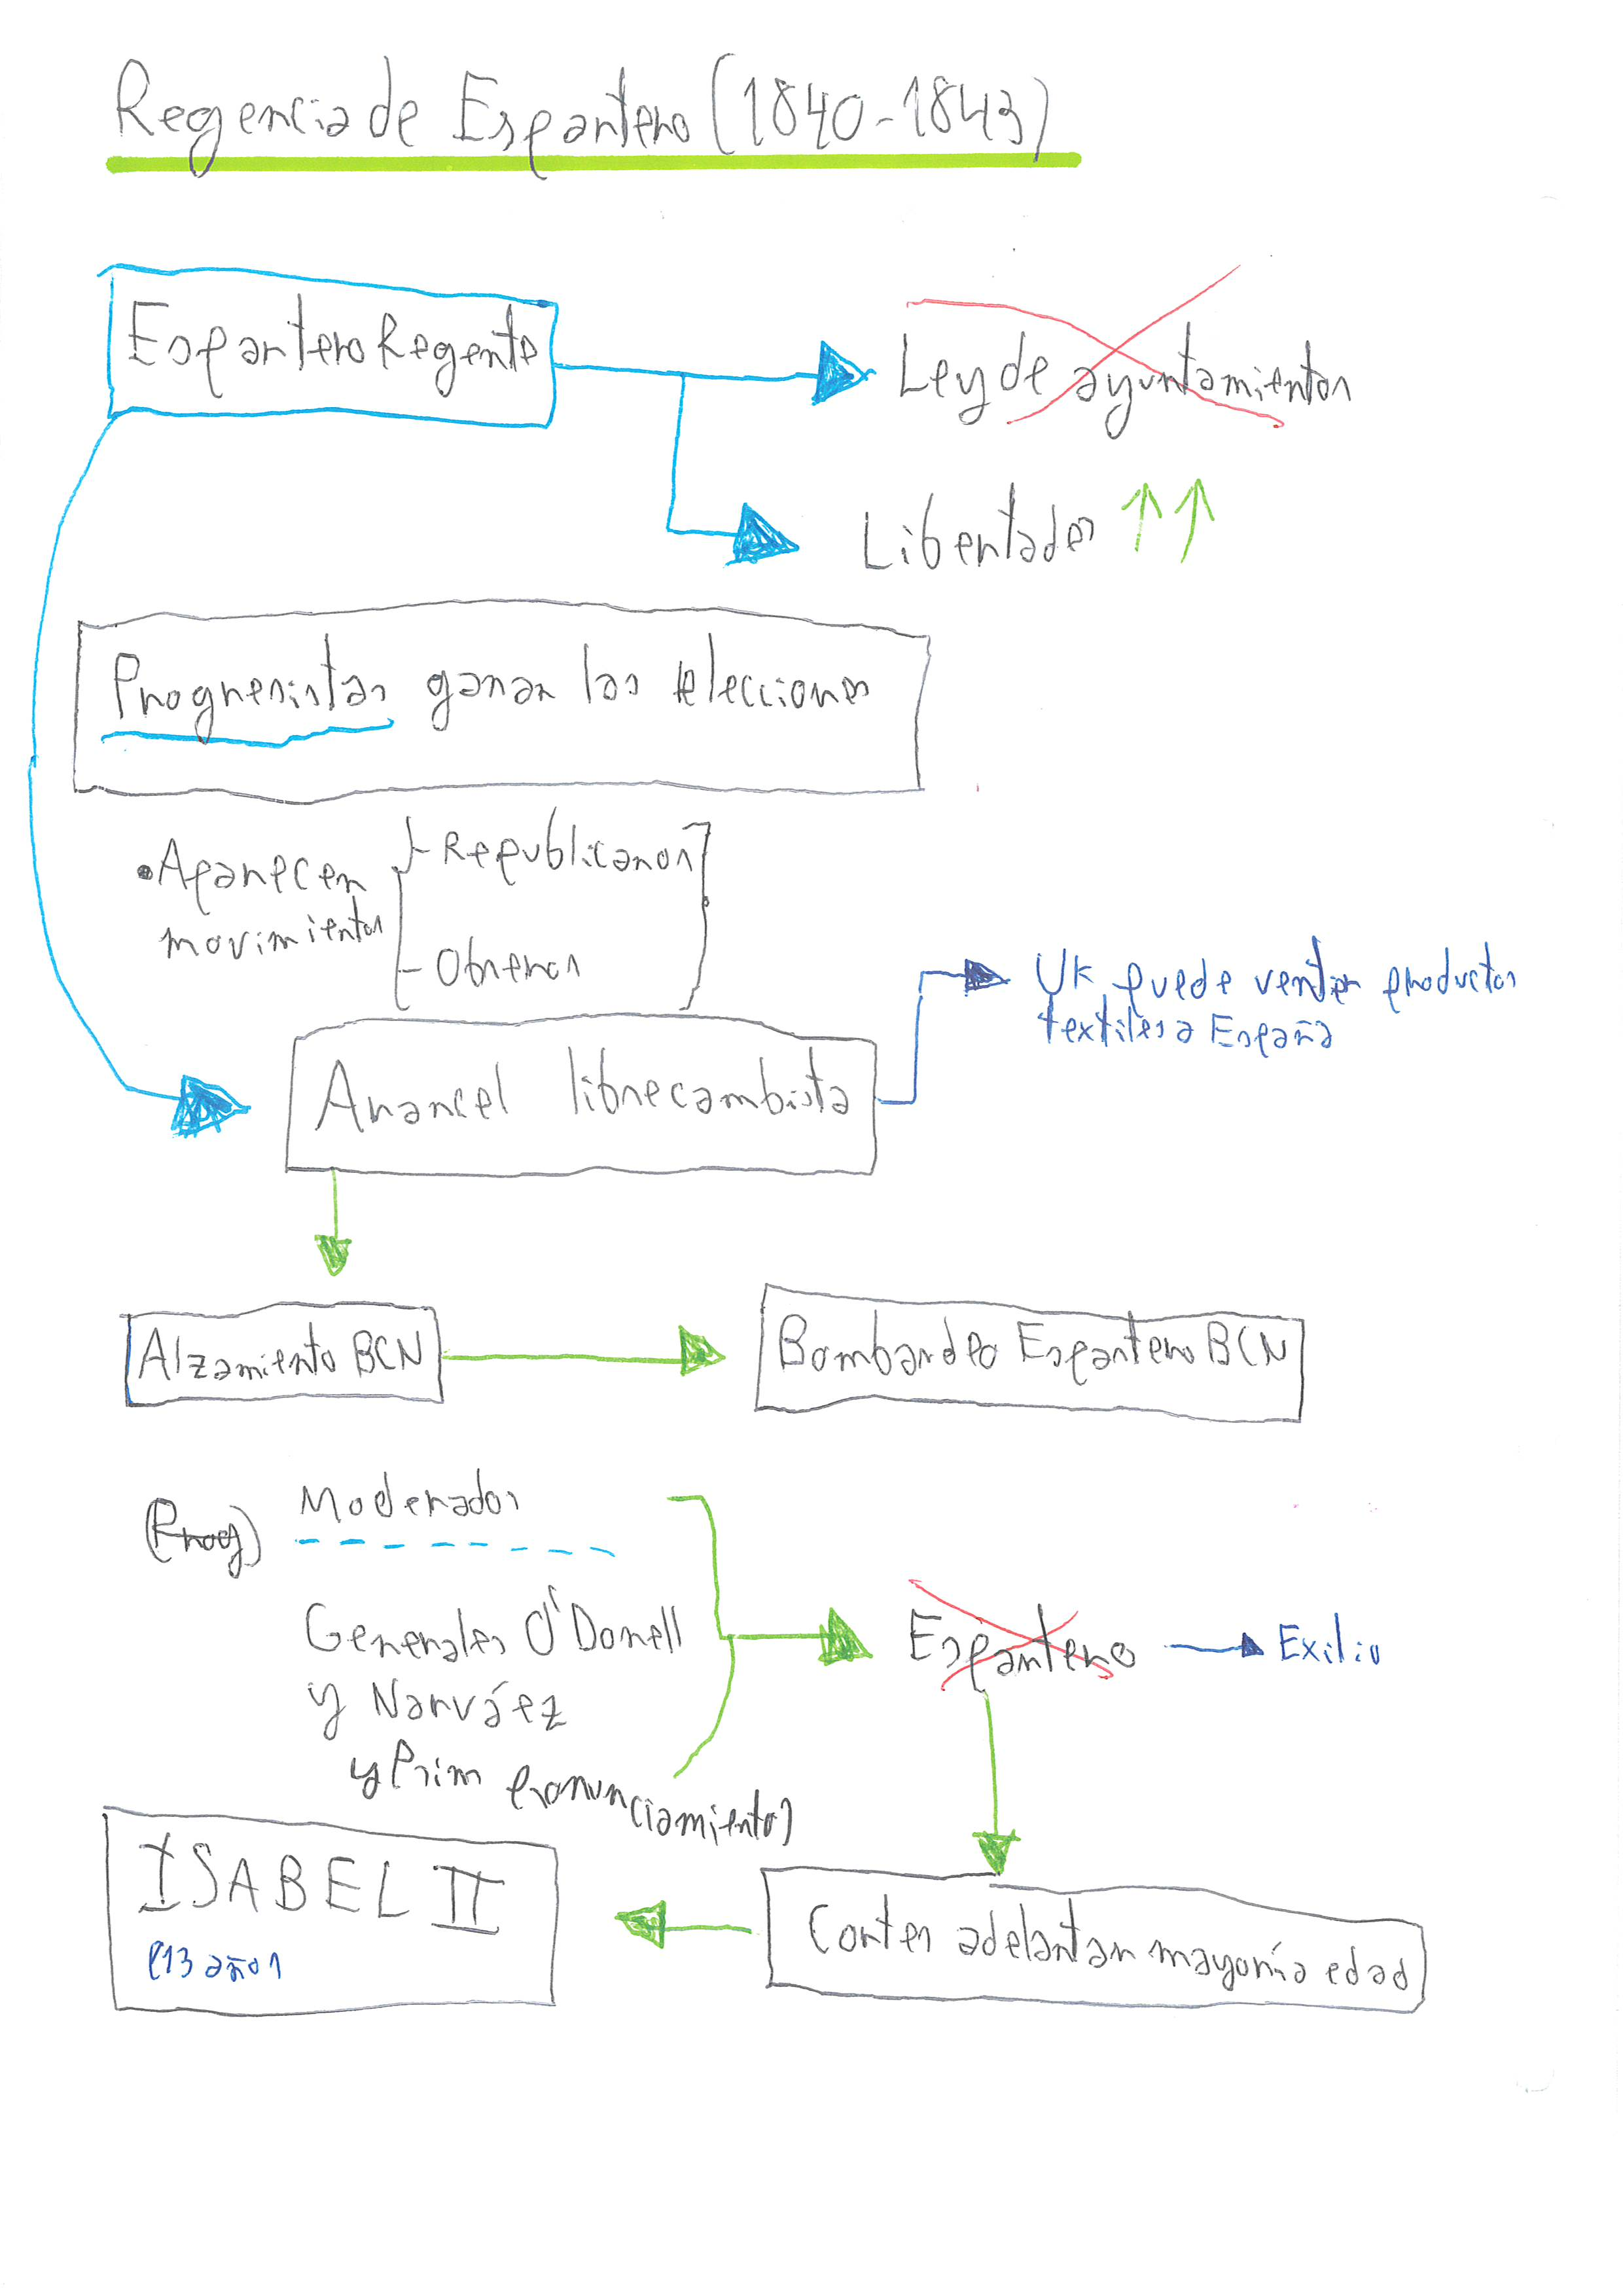 Regencia de Espartero (1840-1843)
Espartero Regente
Ley de ayuntamientos
Libertades ↑↑
Progresistas ganan las elecciones
• Aparecen
movimientos
- Republicanos
- Obreros
UK puede vender productos
textiles a España
Arancel librecambista
Alzamiento BCN
Bombardeo Espartero BCN
Moderados
(Prog)
Generales O'Donell
y Narváez
y Prim pronunciamientos
Espartero
Exilio
ISABEL II
13 años
Cortes adelantan mayoría edad